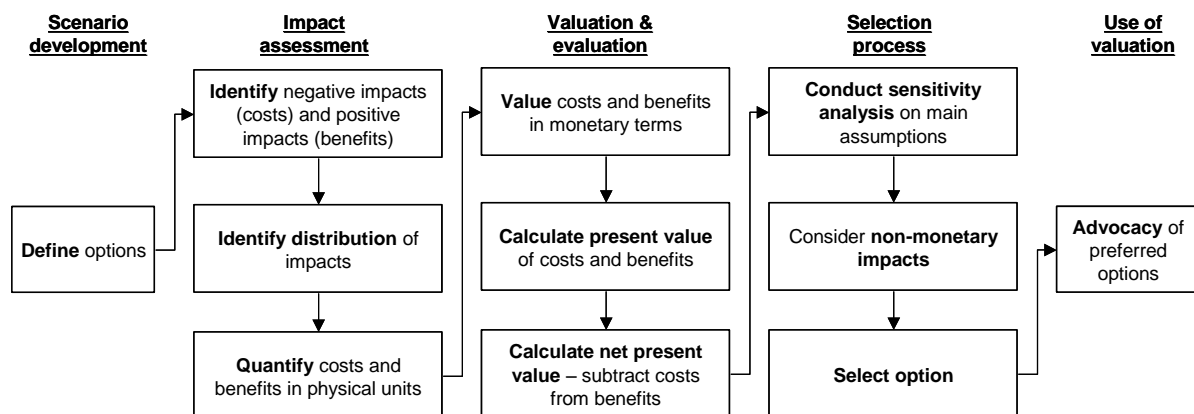 Scenario
development
Impact
assessment
Valuation &
evaluation
Selection
process
Use of
valuation
Define options
Identify negative impacts
(costs) and positive
impacts (benefits)
Identify distribution of
impacts
Quantify costs and
benefits in physical units
Value costs and benefits
in monetary terms
Calculate present value
of costs and benefits
Calculate net present
value – subtract costs
from benefits
Conduct sensitivity
analysis on main
assumptions
Consider non-monetary
impacts
Select option
Advocacy of
preferred
options